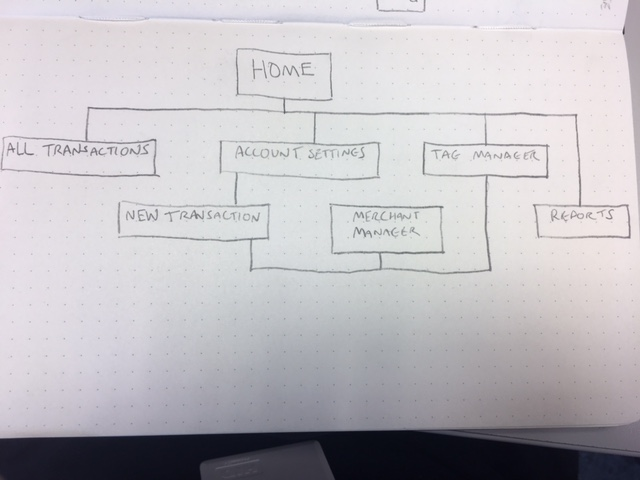 HOME
ALL TRANSACTIONS
ACCOUNT SETTINGS
TAG MANAGER
NEW TRANSACTION
MERCHANT
MANAGER
REPORTS